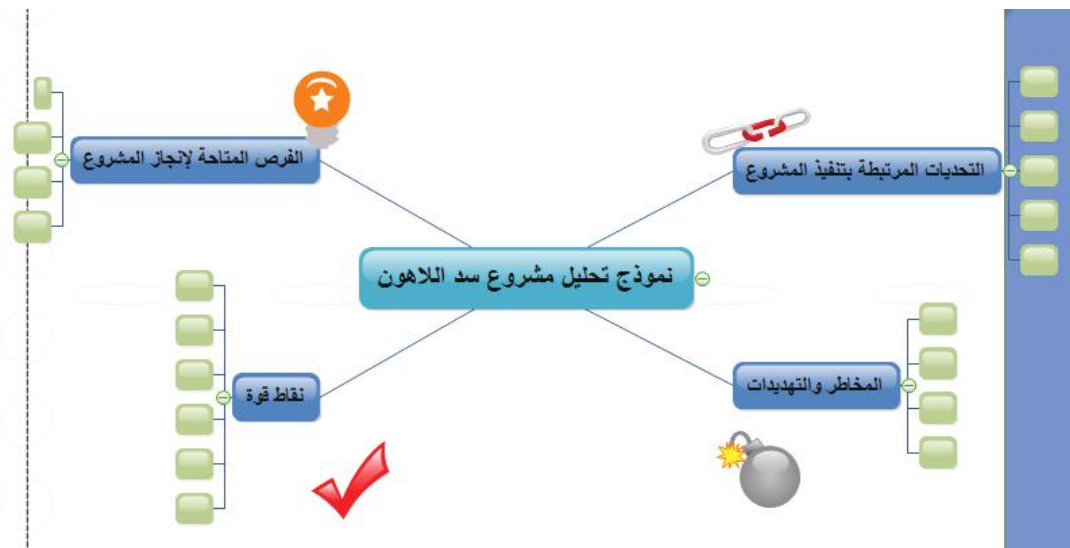 التحديات المرتبطة بتنفيذ المشروع
الفرص المتاحة لإنجاز المشروع
نموذج تحليل مشروع سد اللاهون
المخاطر والتهديدات
نقاط قوة